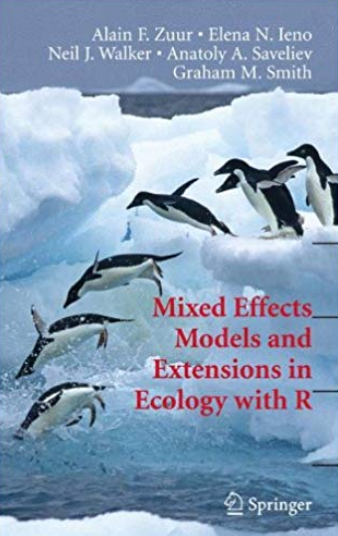 Alain F. Zuur · Elena N. Ieno
Neil J. Walker · Anatoly A. Saveliev
Graham M. Smith
Mixed Effects
Models and
Extensions in
Ecology with R
Springer